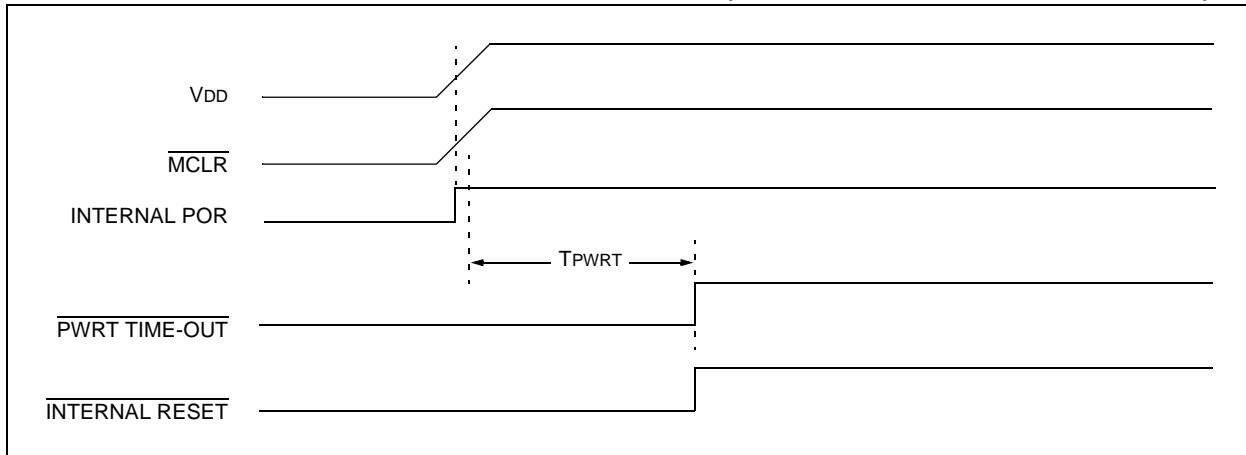 VDD
MCLR
INTERNAL POR
TPWRT
PWRT TIME-OUT
INTERNAL RESET